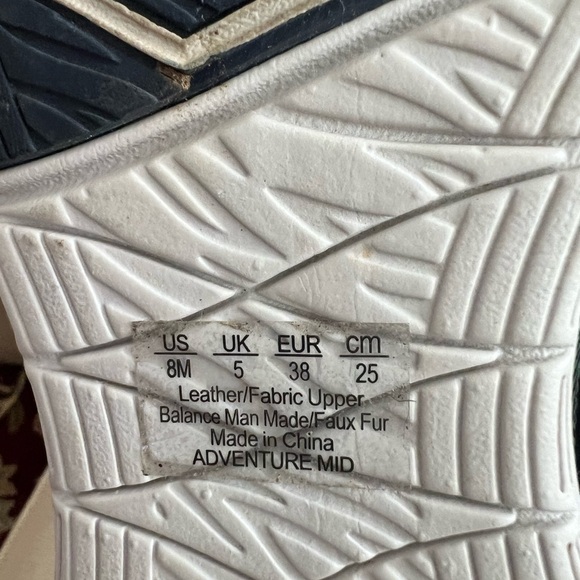 US UK EUR cm
8M 5 38 25
Leather/Fabric Upper
Balance Man Made/Faux Fur
Made in China
ADVENTURE MID